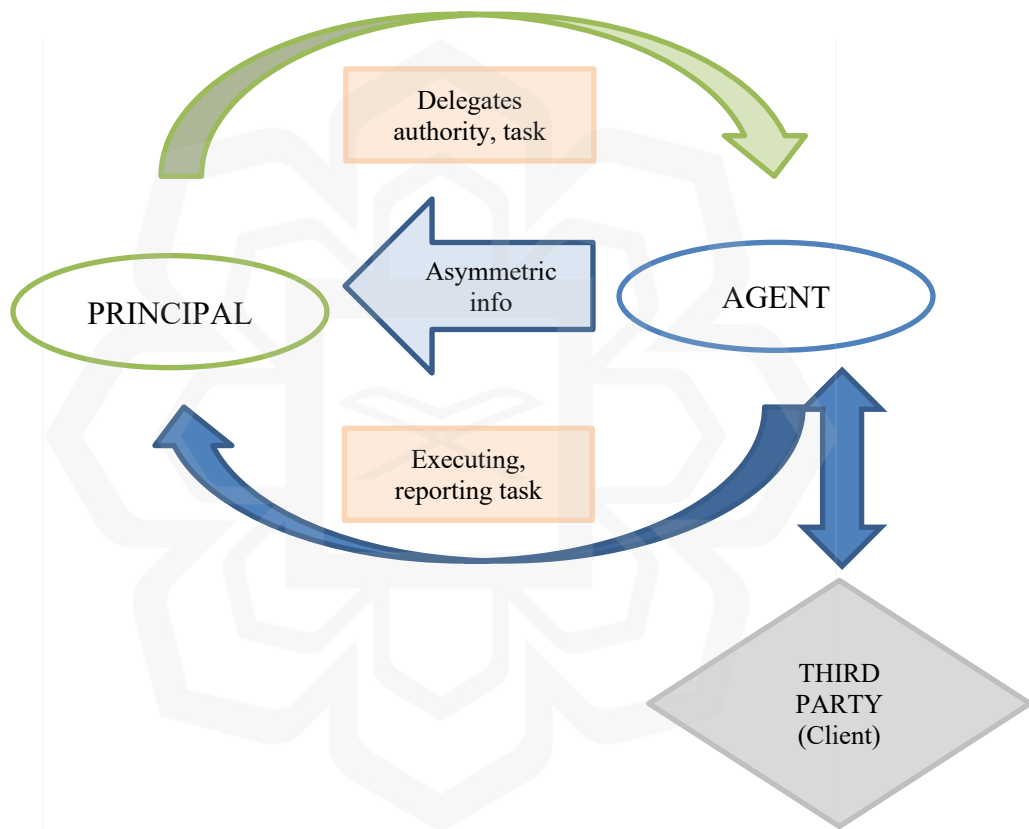 Delegates
authority, task
Asymmetric
info
PRINCIPAL
AGENT
Executing,
reporting task
THIRD
PARTY
(Client)